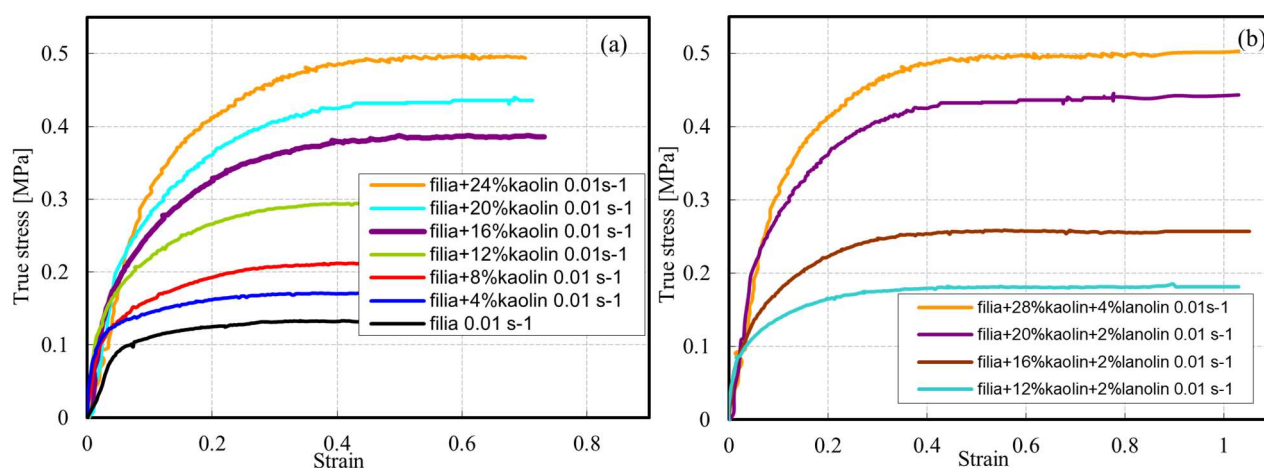 (a)
True stress [MPa]
0.5
0.4
0.3
0.2
0.1
0
filia+24%kaolin 0.01s-1
filia+20%kaolin 0.01 s-1
filia+16%kaolin 0.01 s-1
filia+12%kaolin 0.01s-1
filia+8%kaolin 0.01 s-1
filia+4%kaolin 0.01 s-1
filia 0.01 s-1
0 0.2 0.4 0.6 0.8
Strain
(b)
True stress [MPa]
0.5
0.4
0.3
0.2
0.1
0
filia+28%kaolin+4%lanolin 0.01s-1
filia+20%kaolin+2%lanolin 0.01 s-1
filia+16%kaolin+2%lanolin 0.01 s-1
filia+12%kaolin+2%lanolin 0.01 s-1
0 0.2 0.4 0.6 0.8 1
Strain